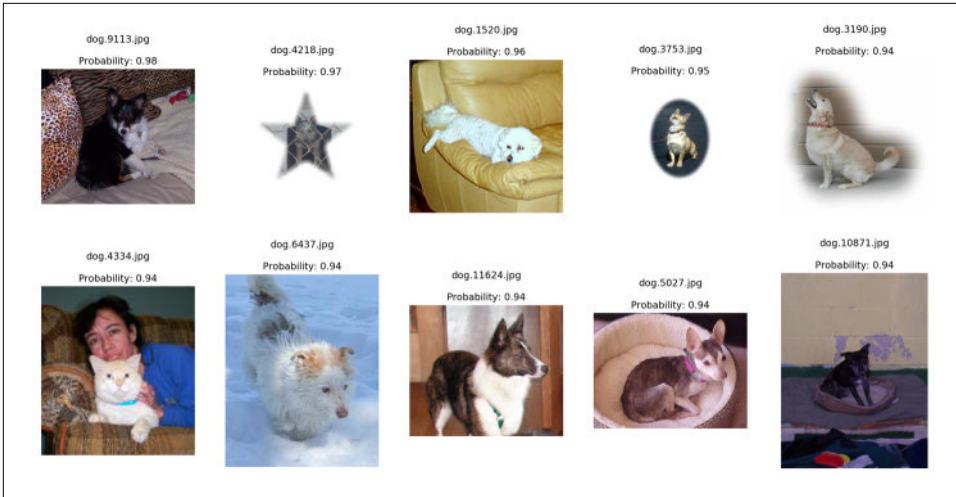 dog.9113.jpg
Probability: 0.98
dog.4218.jpg
Probability: 0.97
dog.1520.jpg
Probability: 0.96
dog.3753.jpg
Probability: 0.95
dog.3190.jpg
Probability: 0.94
dog.4334.jpg
Probability: 0.94
dog.6437.jpg
Probability: 0.94
dog.11624.jpg
Probability: 0.94
dog.5027.jpg
Probability: 0.94
dog.10871.jpg
Probability: 0.94